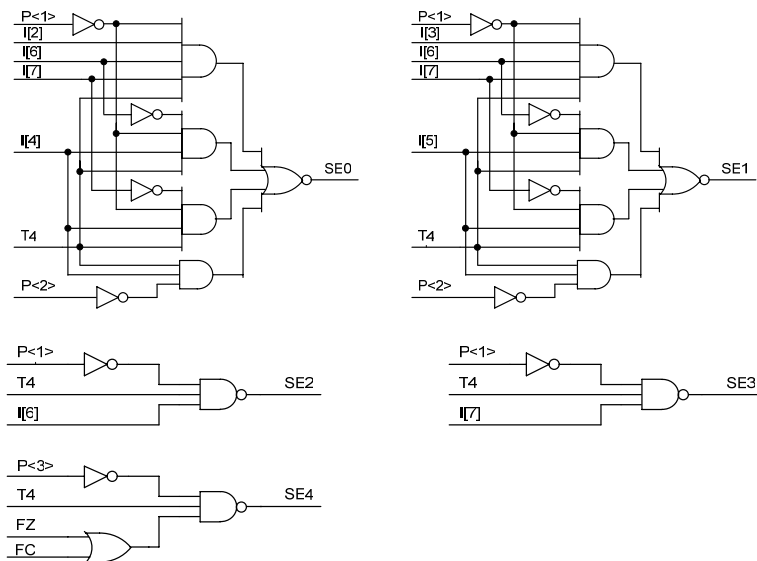 P<1>
I[2]
I[6]
I[7]
I[4]
T4
P<2>
SE0
P<1>
I[3]
I[6]
I[7]
I[5]
T4
P<2>
SE1
P<1>
T4
I[6]
SE2
P<1>
T4
I[7]
SE3
P<3>
T4
FZ
FC
SE4